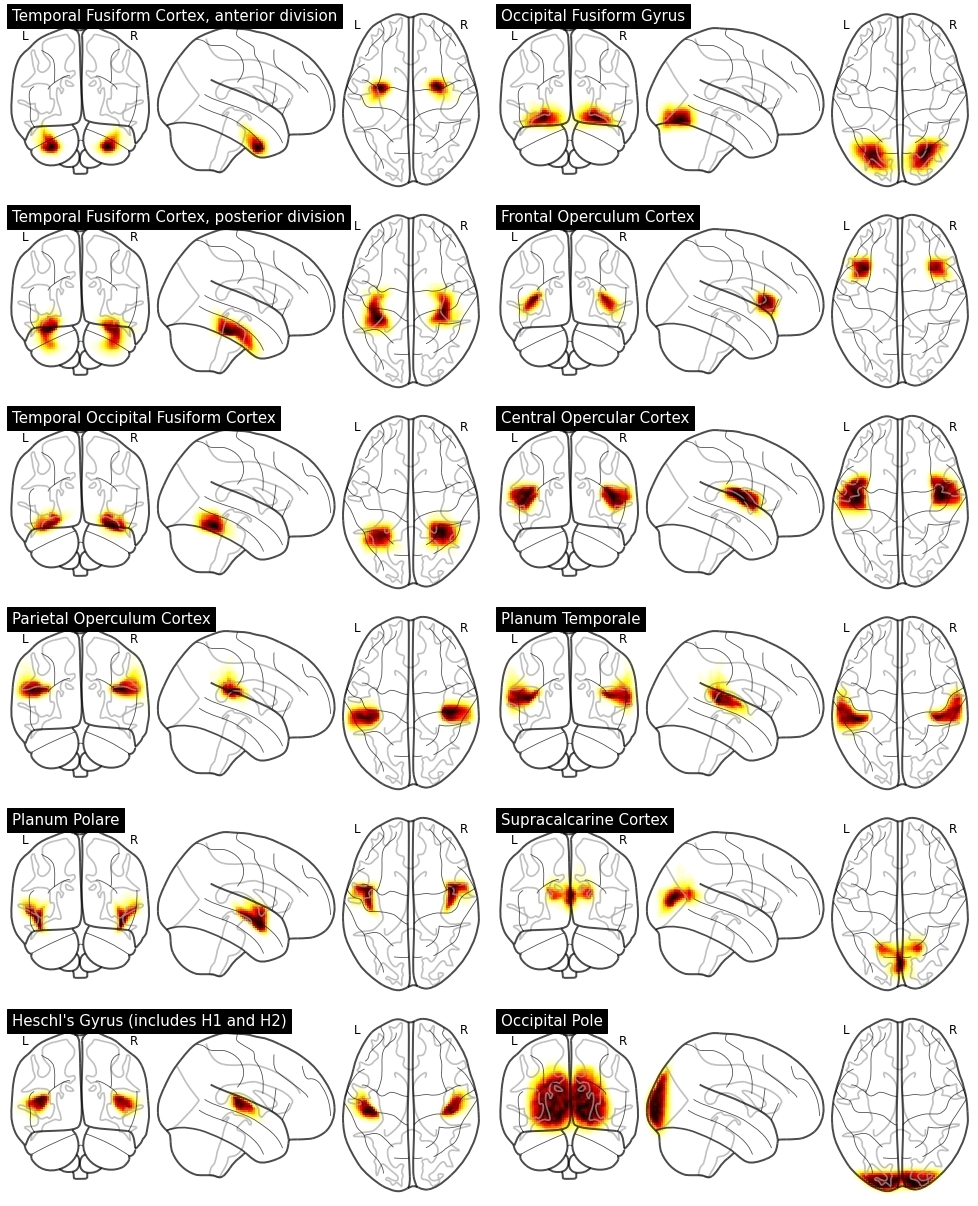 Temporal Fusiform Cortex, anterior division
L R L R
Occipital Fusiform Gyrus
L R L R
Temporal Fusiform Cortex, posterior division
L R L R
Frontal Operculum Cortex
L R L R
Temporal Occipital Fusiform Cortex
L R L R
Central Opercular Cortex
L R L R
Parietal Operculum Cortex
L R L R
Planum Temporale
L R L R
Planum Polare
L R L R
Supracalcarine Cortex
L R L R
Heschl's Gyrus (includes H1 and H2)
L R L R
Occipital Pole
L R L R